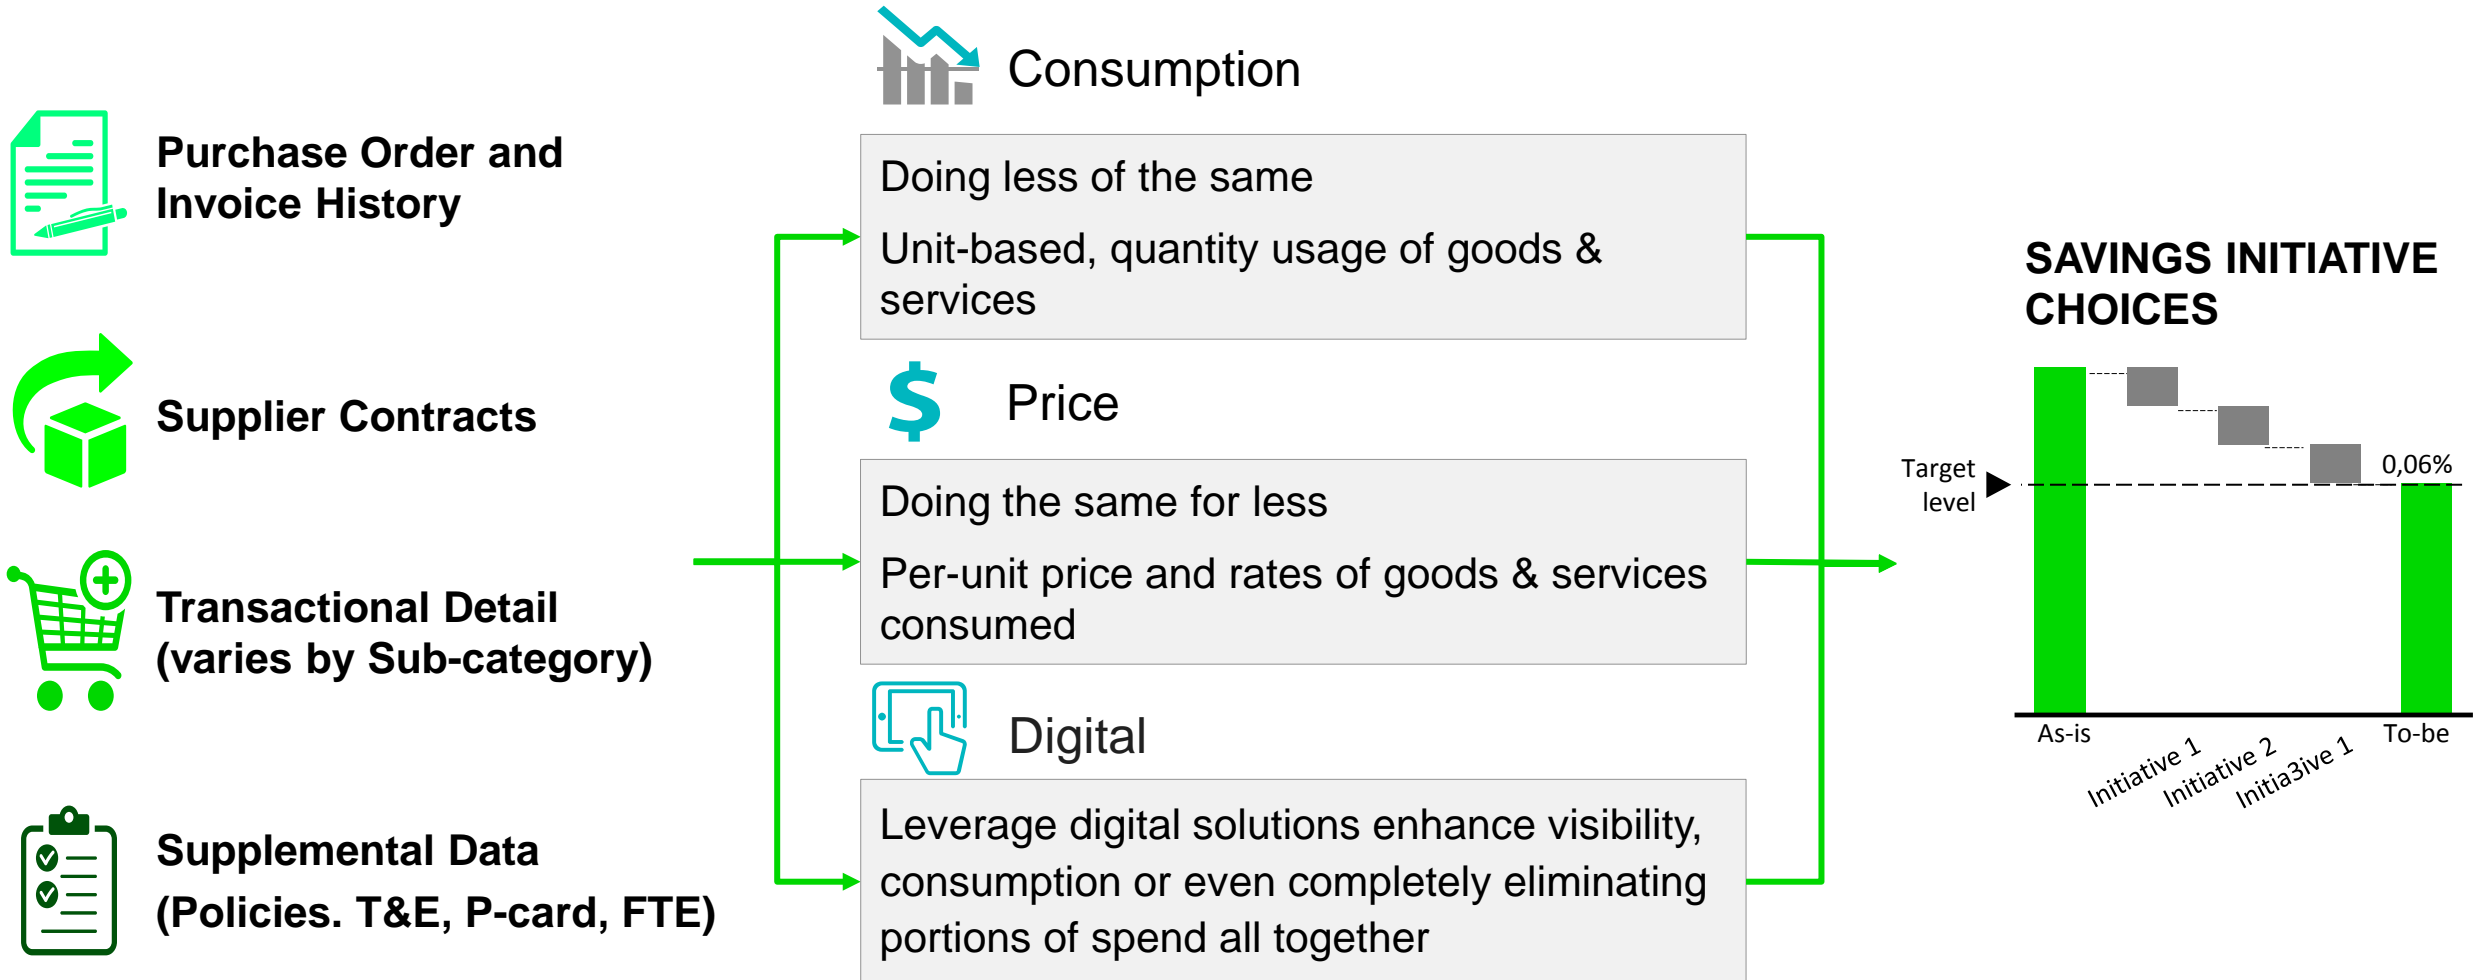 Purchase Order and
Invoice History
Supplier Contracts
Transactional Detail
(varies by Sub-category)
Supplemental Data
(Policies. T&E, P-card, FTE)
Consumption
Doing less of the same
Unit-based, quantity usage of goods &
services
$
Price
Doing the same for less
Per-unit price and rates of goods & services
consumed
Digital
Leverage digital solutions enhance visibility,
consumption or even completely eliminating
portions of spend all together
SAVINGS INITIATIVE
CHOICES
Target
level
0,06%
As-is
Initiative 1
Initiative 2
Initia3ive 1
To-be